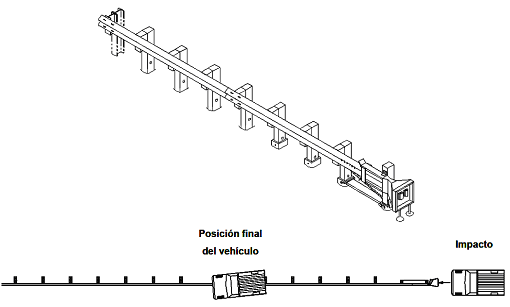 Posición final
del vehículo
Impacto